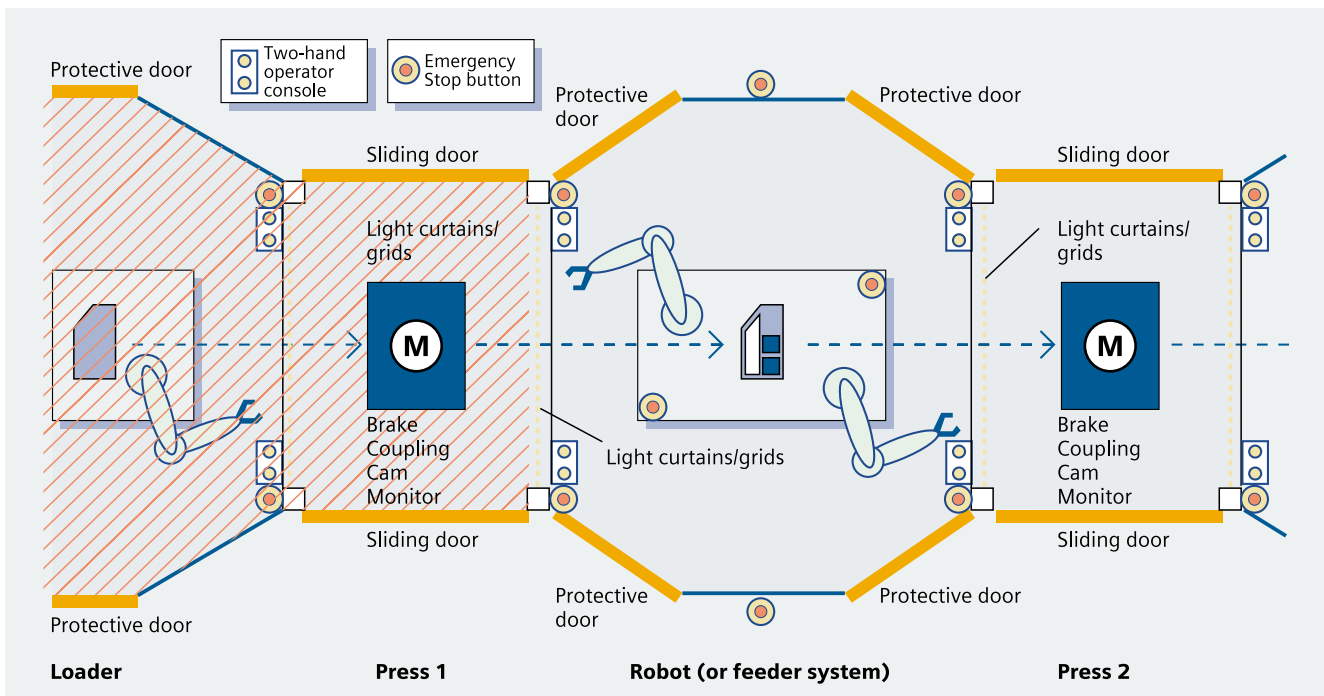 Two-hand
operator
console
Emergency
Stop button
Protective door
Protective
door
Protective door
Sliding door
Sliding door
Light curtains/
grids
Light curtains/
grids
M
M
Brake
Coupling
Cam
Monitor
Light curtains/grids
Brake
Coupling
Cam
Monitor
Sliding door
Sliding door
Protective door
Protective
door
Protective door
Loader
Press 1
Robot (or feeder system)
Press 2